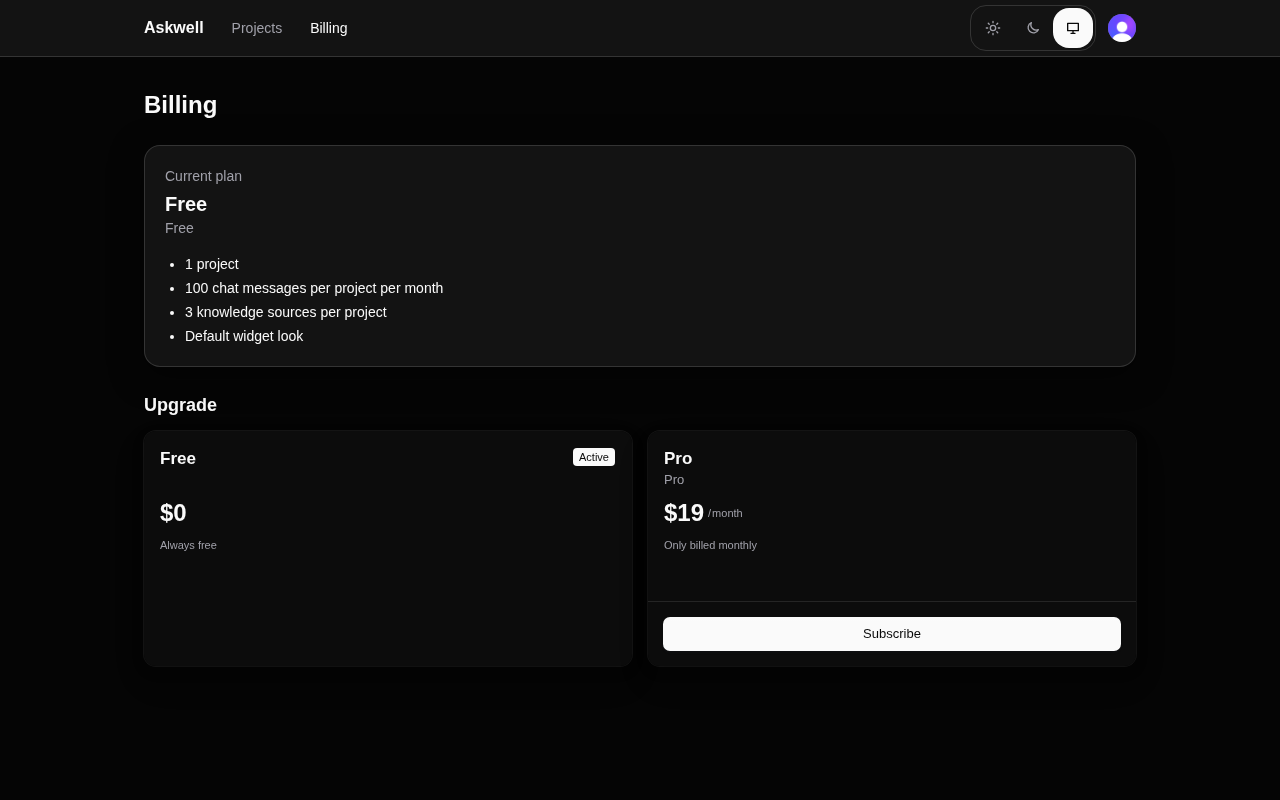 Askwell Projects Billing
Billing
Current plan
Free
Free
1 project
100 chat messages per project per month
3 knowledge sources per project
Default widget look
Upgrade
Free Active
$0
Always free
Pro
Pro
$19 /month
Only billed monthly
Subscribe